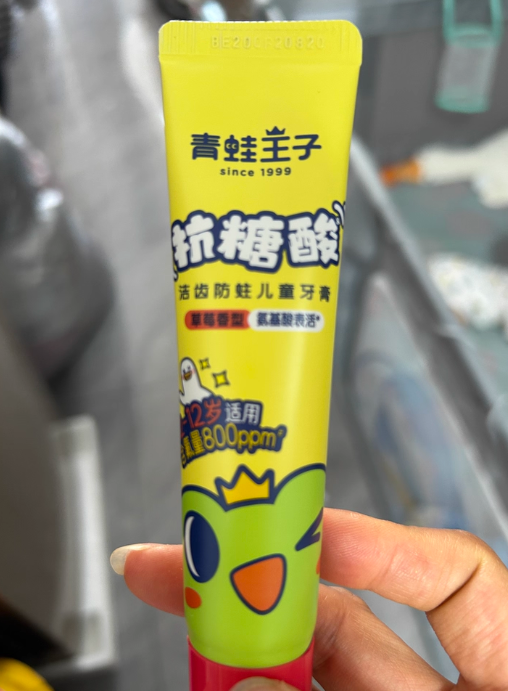 青蛙王子
since 1999
抗糖酸
洁齿防蛀儿童牙膏
草莓香型 氨基酸表活*
12岁适用
含氟量800ppm